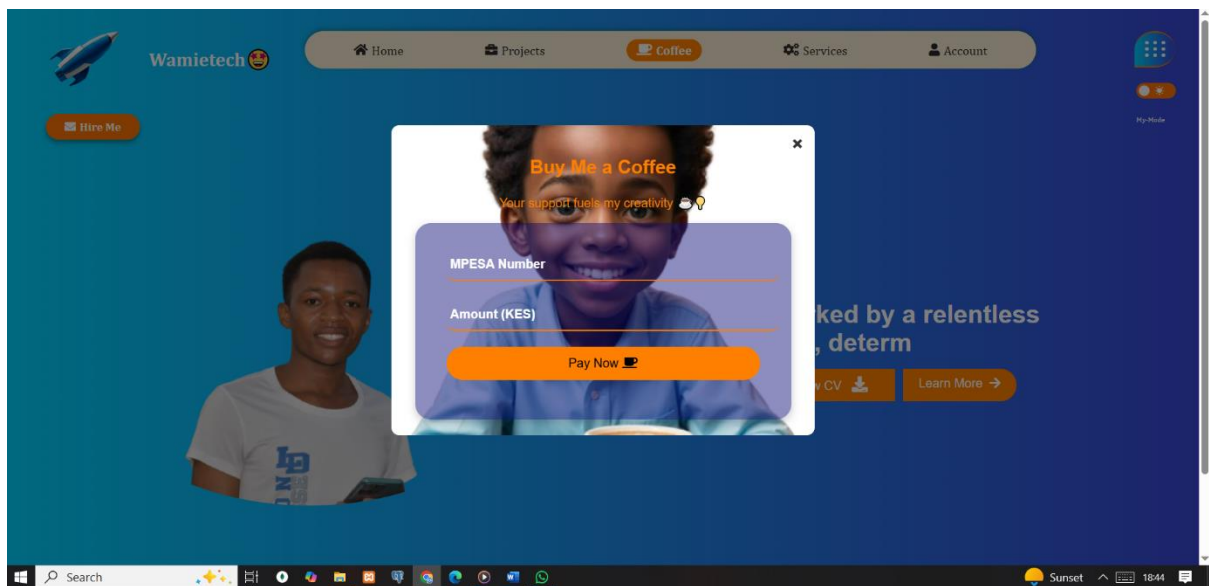 Wamietech
Home
Projects
Coffee
Services
Account
My-Mode
Hire Me
Buy Me a Coffee
Your support fuels my creativity
MPESA Number
Amount (KES)
Pay Now
ked by a relentless
, determ
CV
Learn More
Search
Sunset
18:44